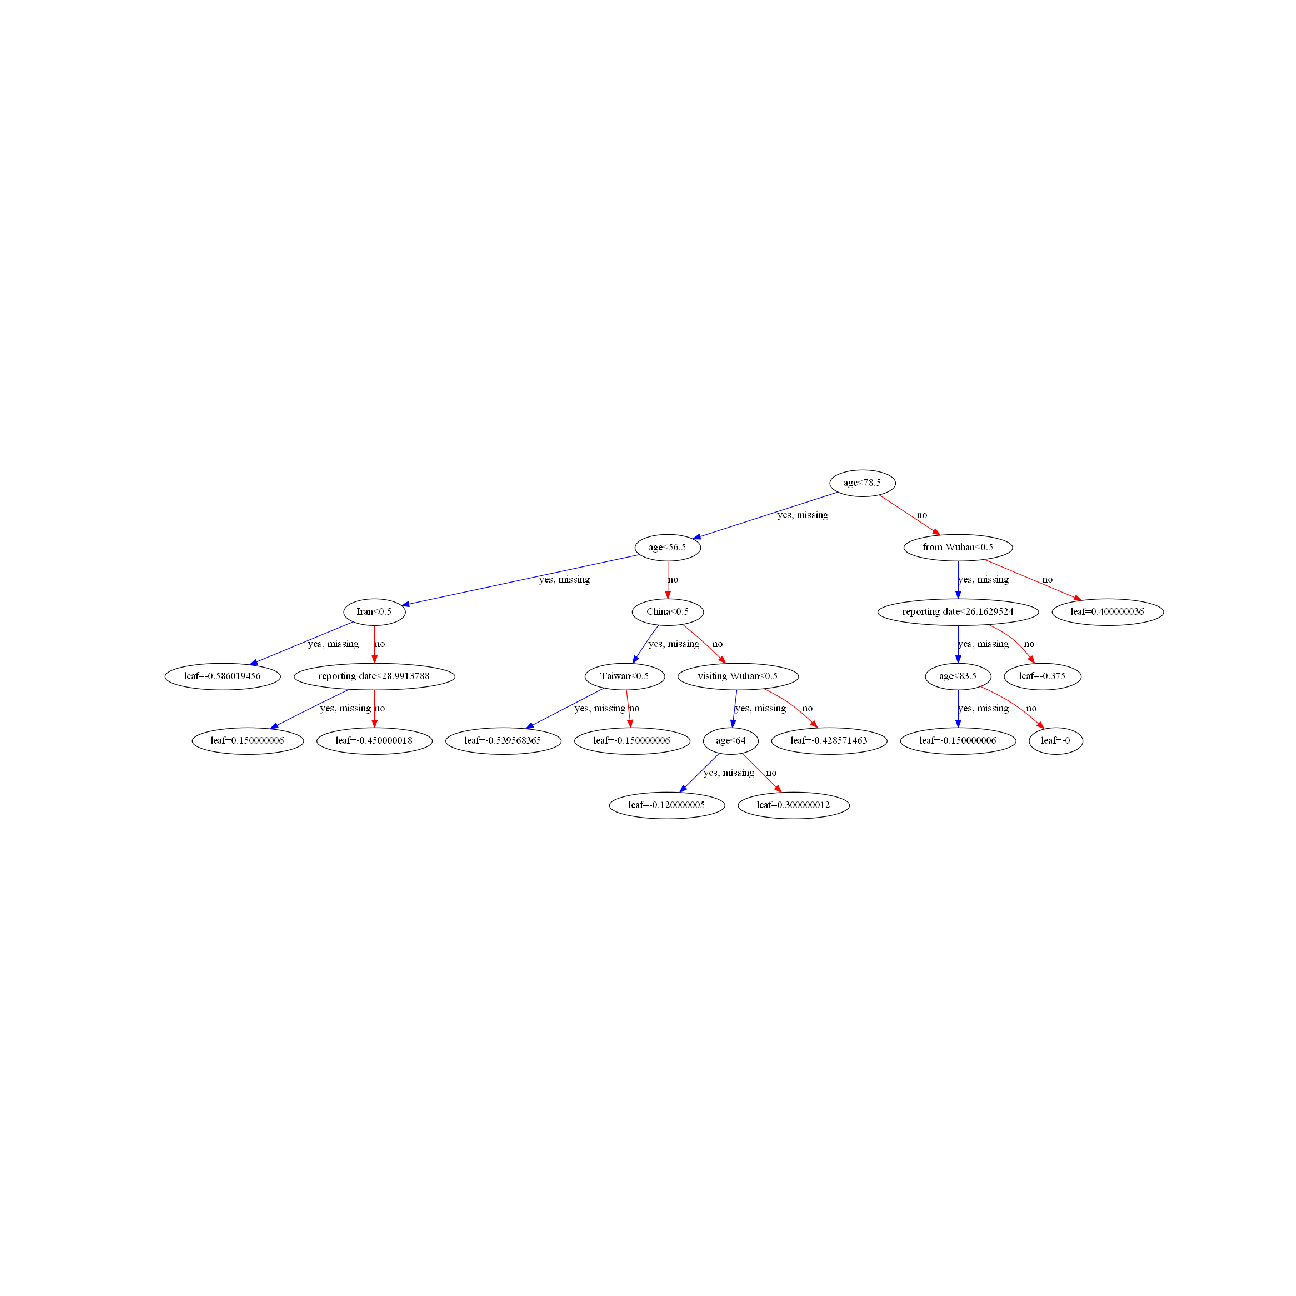 age<78.5
yes, missing
no
age<56.5
from Wuhan<0.5
yes, missing
no
yes, missing
no
Iran<0.5
China<0.5
reporting date<26.1629524
leaf=0.400000036
yes, missing
no
yes, missing
no
yes, missing
no
leaf=-0.586019456
reporting date<28.9913788
Taiwan<0.5
visiting Wuhan<0.5
age<83.5
leaf=-0.375
yes, missing
no
yes, missing
no
yes, missing
no
yes, missing
no
leaf=0.150000006
leaf=-0.450000018
leaf=-0.539568365
leaf=-0.150000006
age<64
leaf=-0.428571463
leaf=-0.150000006
leaf=-0
yes, missing
no
leaf=-0.120000005
leaf=0.300000012